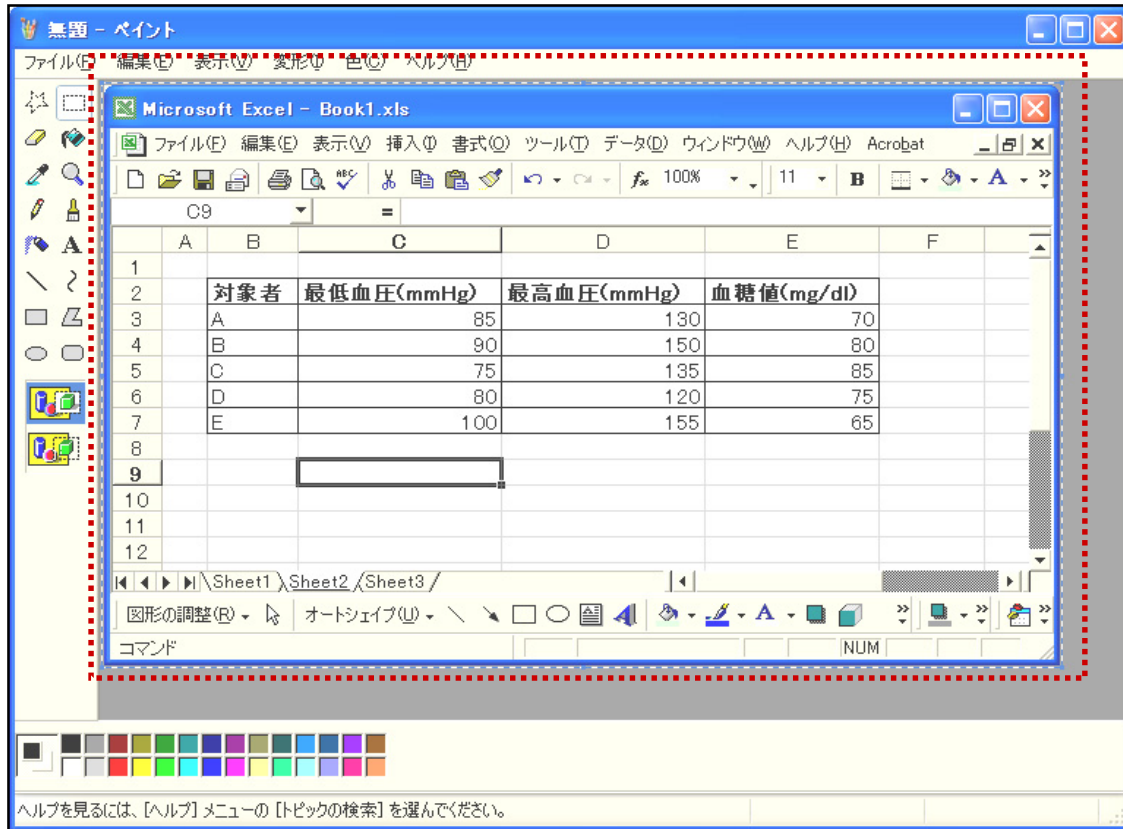 無題 - ペイント
ファイル(F) 編集(E) 表示(V) 変形(I) 色(C) ヘルプ(H)
Microsoft Excel - Book1.xls
ファイル(F) 編集(E) 表示(V) 挿入(I) 書式(O) ツール(T) データ(D) ウィンドウ(W) ヘルプ(H) Acrobat
ABC fx 100% 11 B A
C9 =
A B C D E F
1
2 対象者 最低血圧(mmHg) 最高血圧(mmHg) 血糖値(mg/dl)
3 A 85 130 70
4 B 90 150 80
5 C 75 135 85
6 D 80 120 75
7 E 100 155 65
8
9
10
11
12
Sheet1 Sheet2 Sheet3
図形の調整(R) オートシェイプ(U) A
コマンド NUM
ヘルプを見るには、[ヘルプ] メニューの [トピックの検索] を選んでください。